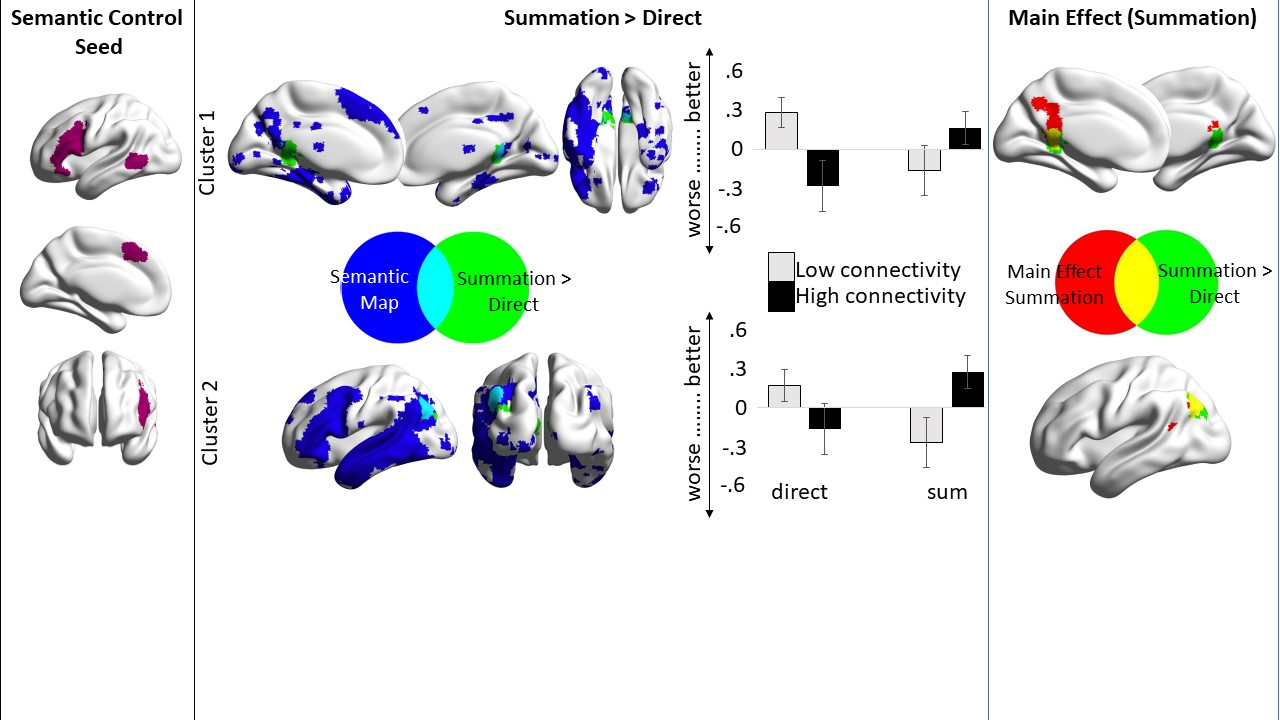 Semantic Control
Seed
Summation > Direct
Main Effect (Summation)
Cluster 1
worse ......... better
.6
.3
0
-.3
-.6
Semantic
Map
Summation >
Direct
Low connectivity
High connectivity
Main Effect
Summation
Summation >
Direct
Cluster 2
worse ........ better
.6
.3
0
-.3
-.6
direct
sum